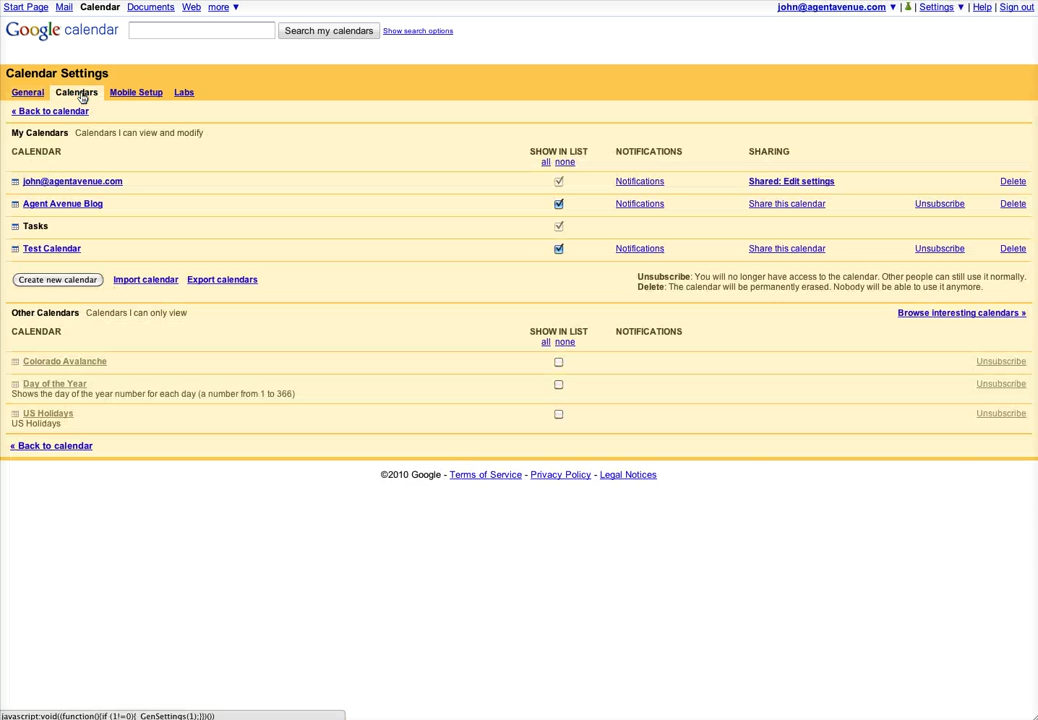 Start Page Mail Calendar Documents Web more ▼ john@agentavenue.com ▼ | Settings ▼ | Help | Sign out
Google calendar Search my calendars Show search options
Calendar Settings
General Calendars Mobile Setup Labs
« Back to calendar
My Calendars Calendars I can view and modify
CALENDAR SHOW IN LIST NOTIFICATIONS SHARING
all none
john@agentavenue.com Notifications Shared: Edit settings Delete
Agent Avenue Blog Notifications Share this calendar Unsubscribe Delete
Tasks
Test Calendar Notifications Share this calendar Unsubscribe Delete
Create new calendar Import calendar Export calendars Unsubscribe: You will no longer have access to the calendar. Other people can still use it normally.
Delete: The calendar will be permanently erased. Nobody will be able to use it anymore.
Other Calendars Calendars I can only view Browse interesting calendars »
CALENDAR SHOW IN LIST NOTIFICATIONS
all none
Colorado Avalanche Unsubscribe
Day of the Year Unsubscribe
Shows the day of the year number for each day (a number from 1 to 366)
US Holidays Unsubscribe
US Holidays
« Back to calendar
©2010 Google - Terms of Service - Privacy Policy - Legal Notices
javascript:void((function(){if (1!=0){_GenSettings(1);}})())